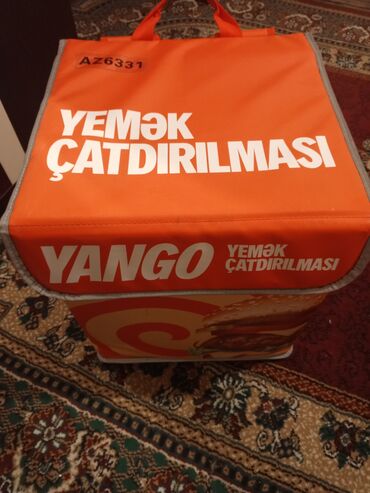 AZ6331
YEMƏK
ÇATDIRILMASI
YANGO YEMƏK
ÇATDIRILMASI